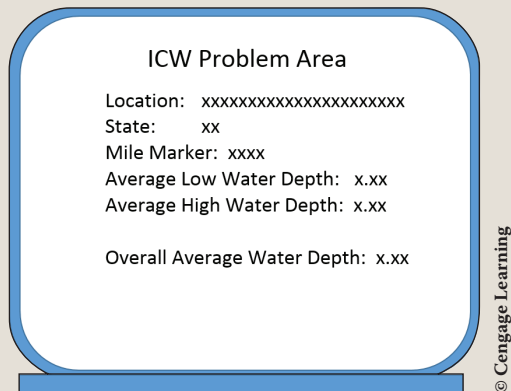 ICW Problem Area
Location: xxxxxxxxxxxxxxxxxxxxxx
State: xx
Mile Marker: xxxx
Average Low Water Depth: x.xx
Average High Water Depth: x.xx
Overall Average Water Depth: x.xx
© Cengage Learning